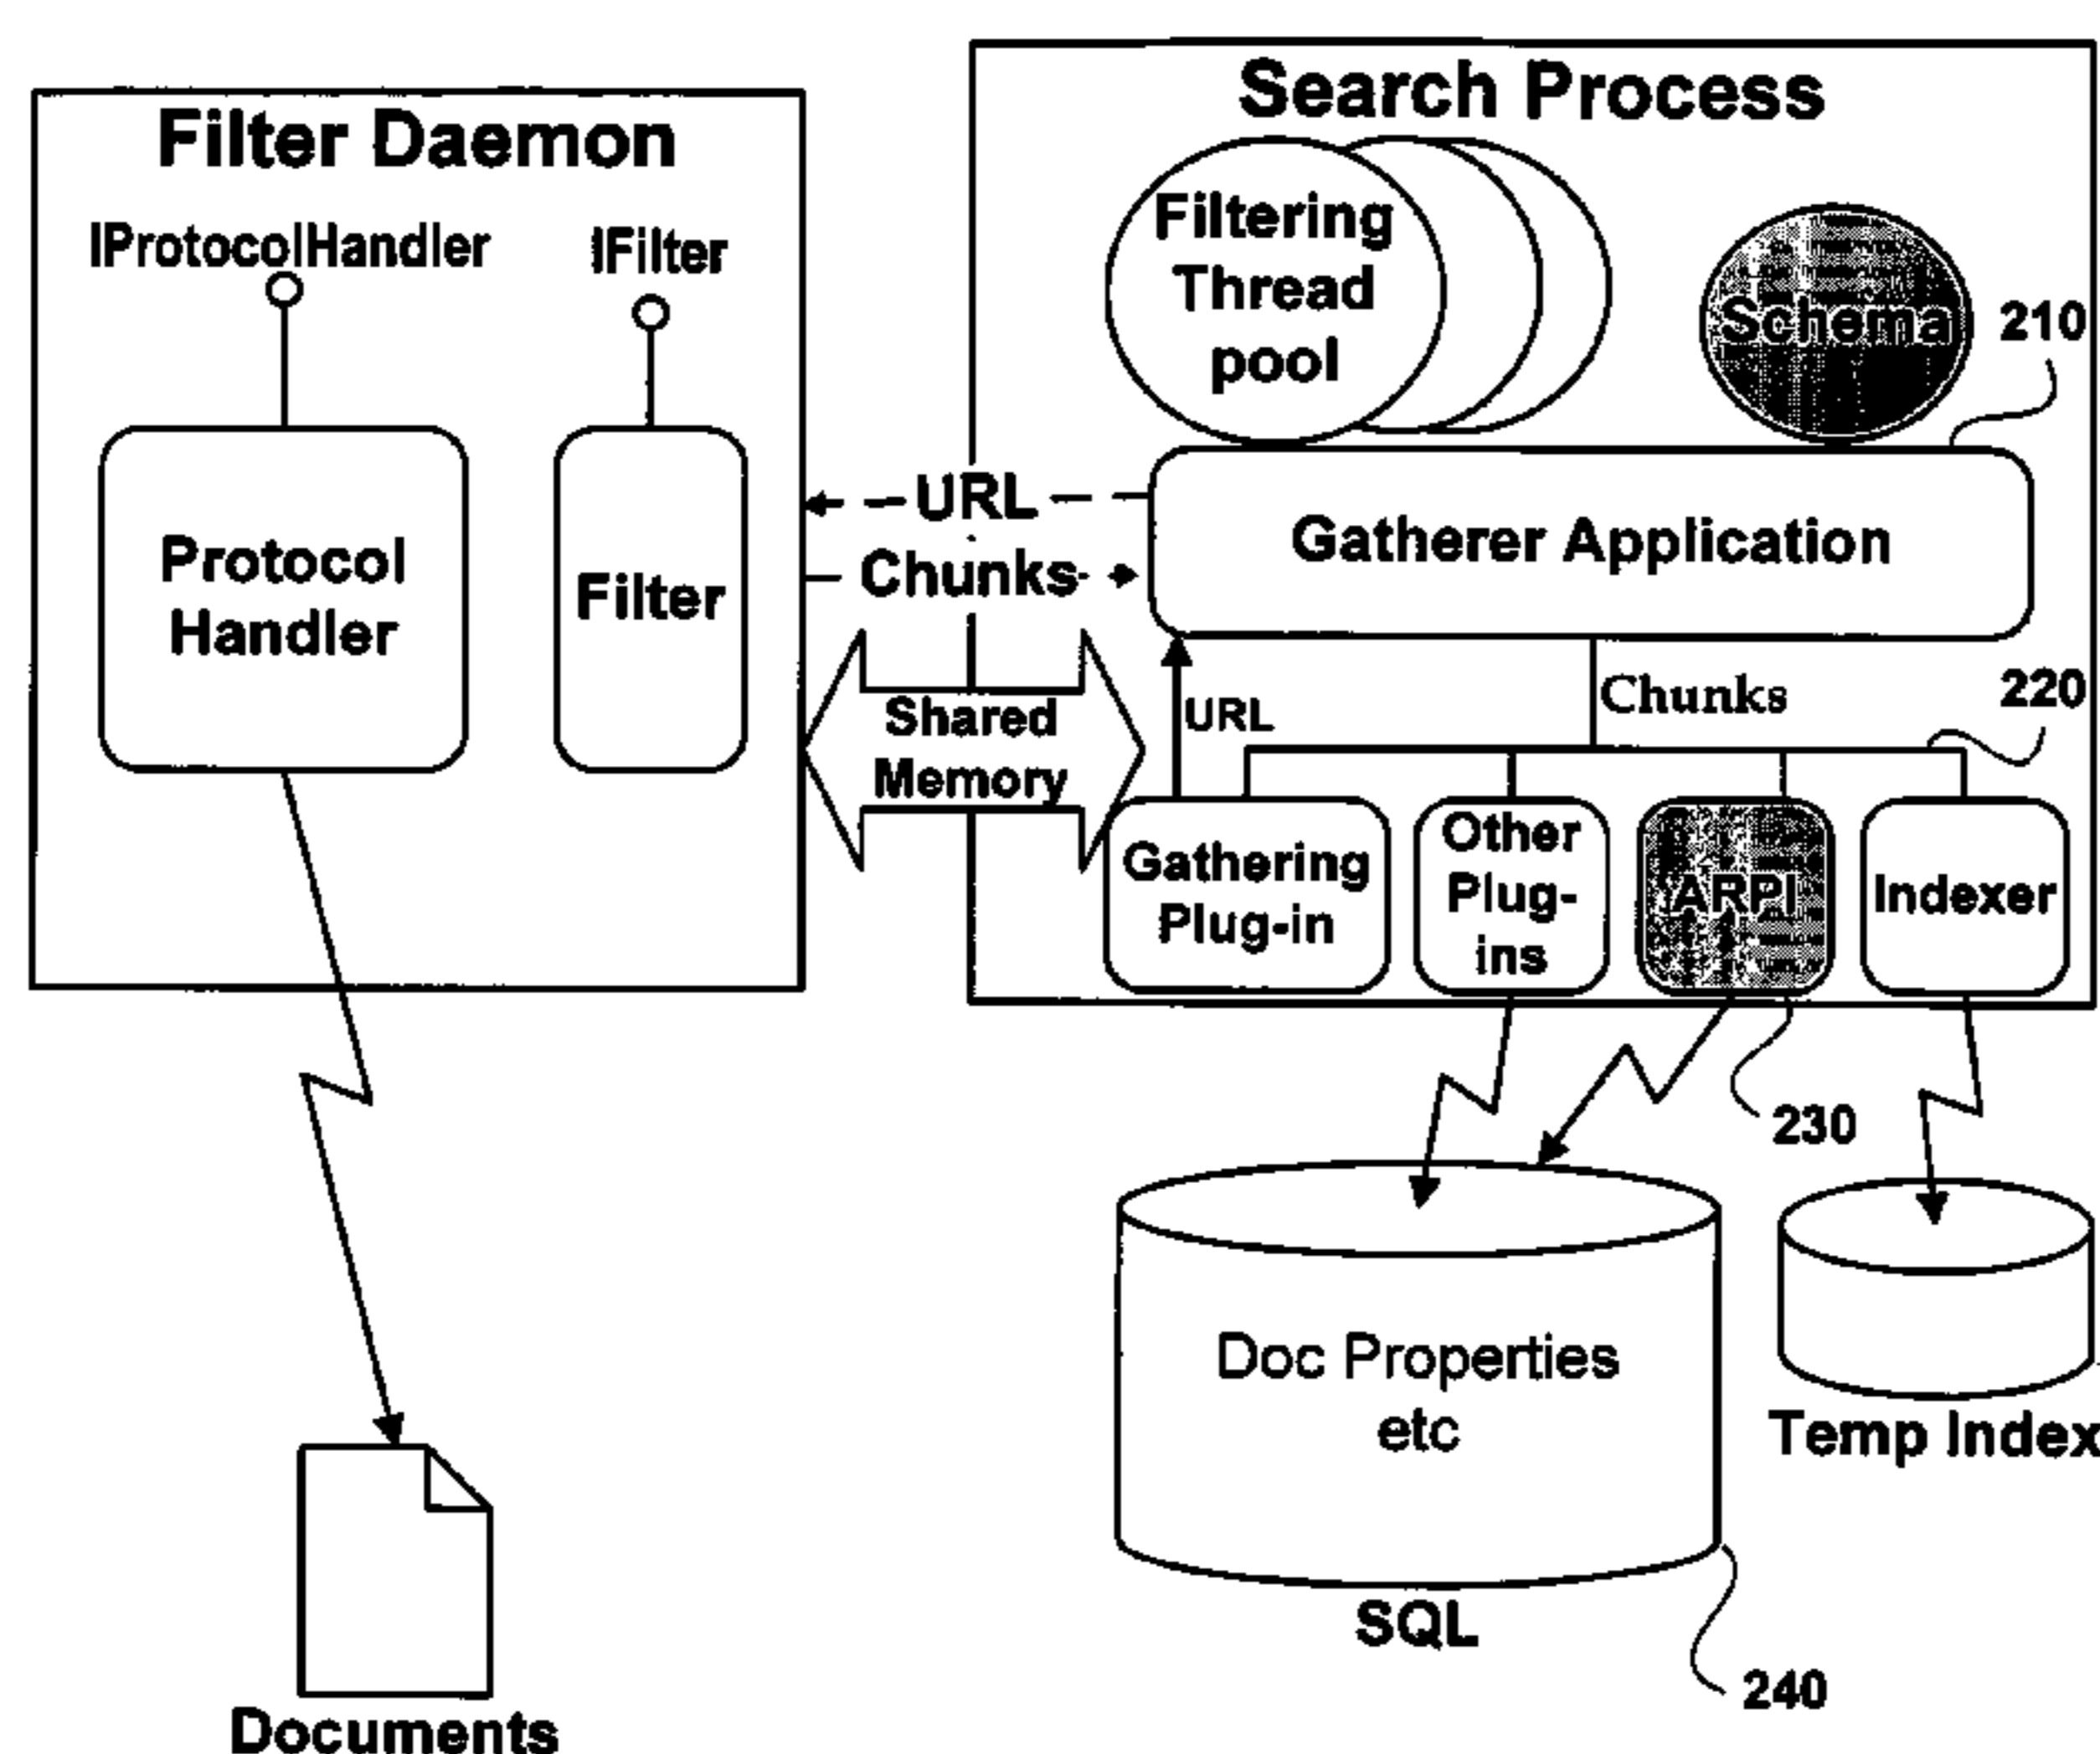 Search Process
Filter Daemon
IProtocolHandler
IFilter
Filtering
Thread
pool
Schema
210
URL
Chunks
Gatherer Application
Protocol
Handler
Filter
Shared
Memory
URL
Chunks
220
Gathering
Plug-in
Other
Plug-
ins
ARPI
Indexer
230
Doc Properties
etc
Temp Index
SQL
240
Documents